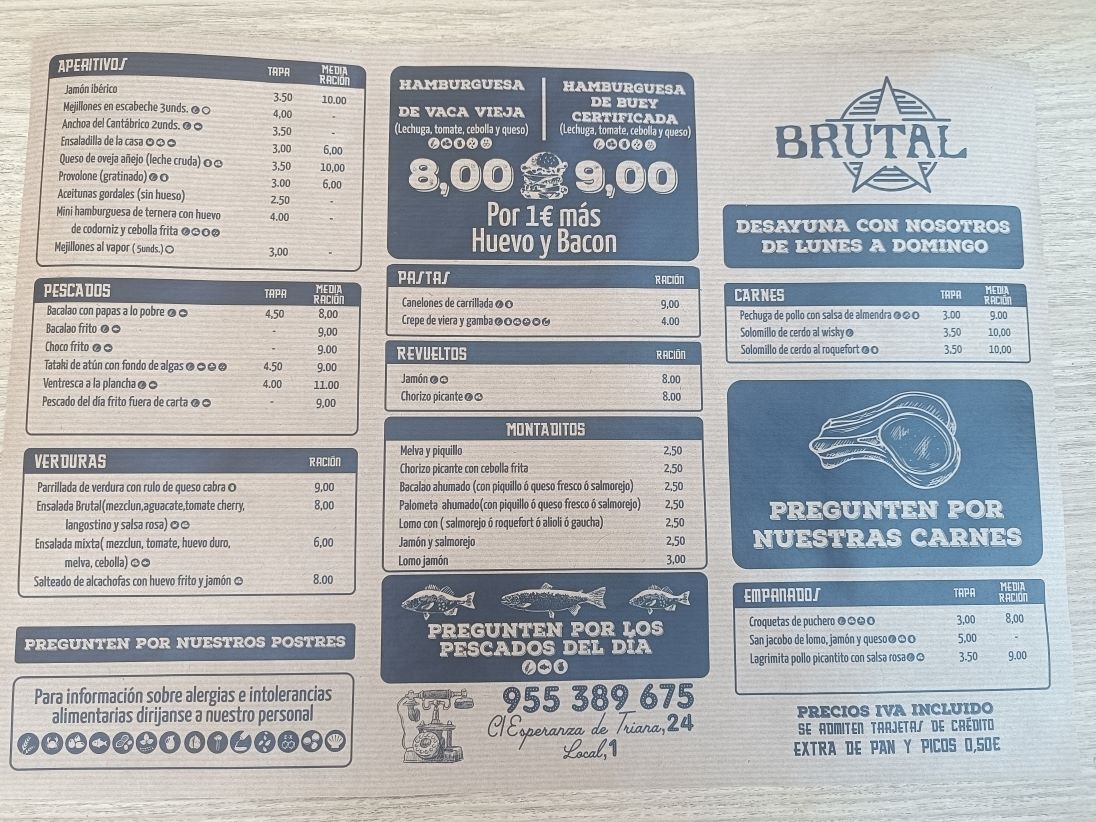 APERITIVOS TAPA MEDIA RACIÓN
Jamón ibérico 3.50 10.00
Mejillones en escabeche 3unds. 4,00 -
Anchoa del Cantábrico 2unds. 3.50 -
Ensaladilla de la casa 3,00 6,00
Queso de oveja añejo (leche cruda) 3.50 10,00
Provolone (gratinado) 3.00 6,00
Aceitunas gordales (sin hueso) 2.50 -
Mini hamburguesa de ternera con huevo 4.00 -
de codorniz y cebolla frita
Mejillones al vapor (5unds.) 3,00 -
PESCADOS TAPA MEDIA RACIÓN
Bacalao con papas a lo pobre 4,50 8,00
Bacalao frito - 9,00
Choco frito - 9.00
Tataki de atún con fondo de algas 4.50 9.00
Ventresca a la plancha 4.00 11.00
Pescado del día frito fuera de carta - 9,00
VERDURAS RACIÓN
Parrillada de verdura con rulo de queso cabra 9,00
Ensalada Brutal(mezclun,aguacate,tomate cherry, 8,00
langostino y salsa rosa)
Ensalada mixta( mezclun, tomate, huevo duro, 6,00
melva, cebolla)
Salteado de alcachofas con huevo frito y jamón 8.00
PREGUNTEN POR NUESTROS POSTRES
Para información sobre alergias e intolerancias
alimentarias dirijanse a nuestro personal
HAMBURGUESA
DE VACA VIEJA
(Lechuga, tomate, cebolla y queso)
8,00
HAMBURGUESA
DE BUEY
CERTIFICADA
(Lechuga, tomate, cebolla y queso)
9,00
Por 1€ más
Huevo y Bacon
PASTAS RACIÓN
Canelones de carrillada 9,00
Crepe de viera y gamba 4.00
REVUELTOS RACIÓN
Jamón 8.00
Chorizo picante 8.00
MONTADITOS
Melva y piquillo 2,50
Chorizo picante con cebolla frita 2,50
Bacalao ahumado (con piquillo ó queso fresco ó salmorejo) 2,50
Palometa ahumado(con piquillo ó queso fresco ó salmorejo) 2,50
Lomo con ( salmorejo ó roquefort ó alioli ó gaucha) 2,50
Jamón y salmorejo 2,50
Lomo jamón 3,00
PREGUNTEN POR LOS
PESCADOS DEL DÍA
955 389 675
C/ Esperanza de Triana, 24
Local, 1
BRUTAL
DESAYUNA CON NOSOTROS
DE LUNES A DOMINGO
CARNES TAPA MEDIA RACIÓN
Pechuga de pollo con salsa de almendra 3.00 9.00
Solomillo de cerdo al wisky 3.50 10,00
Solomillo de cerdo al roquefort 3.50 10,00
PREGUNTEN POR
NUESTRAS CARNES
EMPANADOS TAPA MEDIA RACIÓN
Croquetas de puchero 3,00 8,00
San jacobo de lomo, jamón y queso 5,00 -
Lagrimita pollo picantito con salsa rosa 3.50 9.00
PRECIOS IVA INCLUIDO
SE ADMITEN TARJETAS DE CRÉDITO
EXTRA DE PAN Y PICOS 0,50€